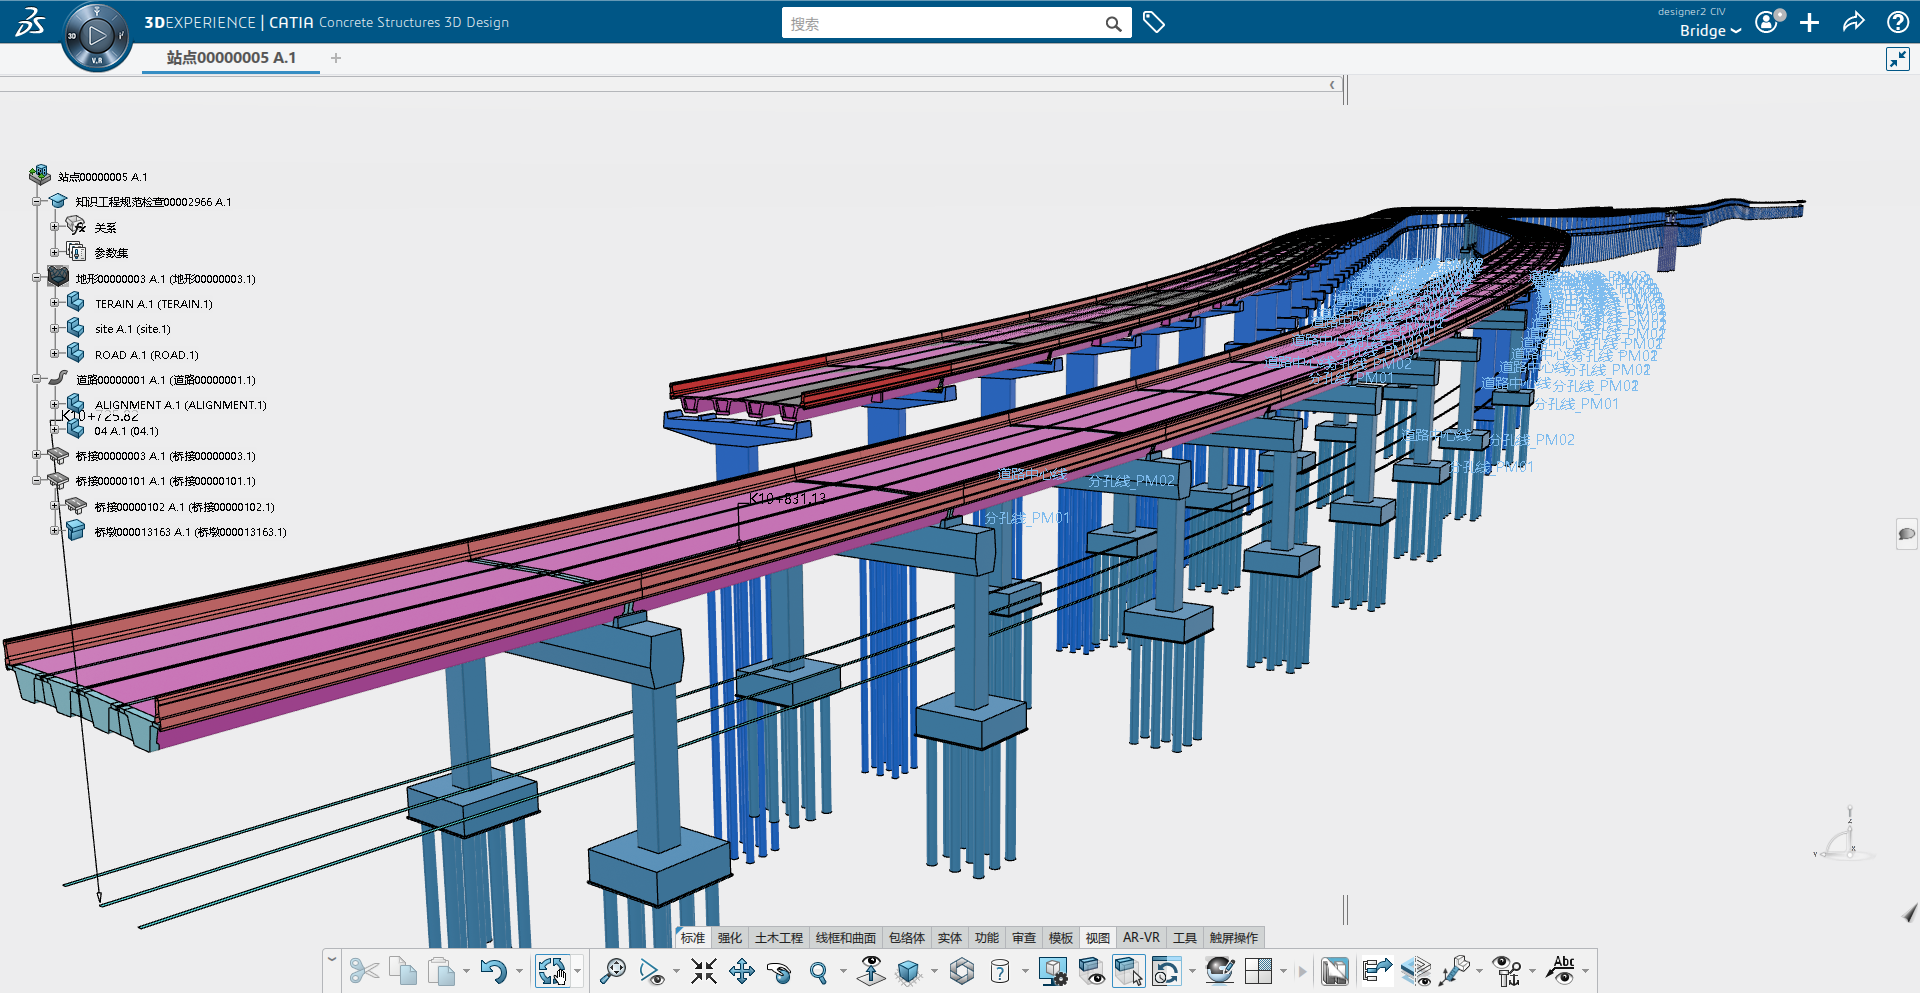 3DEXPERIENCE | CATIA Concrete Structures 3D Design
搜索
designer2 CIV
Bridge
3D
V.R
站点00000005 A.1
站点00000005 A.1
知识工程规范检查00002966 A.1
关系
参数集
地形00000003 A.1 (地形00000003.1)
TERAIN A.1 (TERAIN.1)
site A.1 (site.1)
ROAD A.1 (ROAD.1)
道路00000001 A.1 (道路00000001.1)
ALIGNMENT A.1 (ALIGNMENT.1)
K10+725.82
04 A.1 (04.1)
桥接00000003 A.1 (桥接00000003.1)
桥接00000101 A.1 (桥接00000101.1)
桥接00000102 A.1 (桥接00000102.1)
桥墩000013163 A.1 (桥墩000013163.1)
K10+831.13
道路中心线
分孔线_PM02
分孔线_PM01
道路中心线
分孔线_PM02
分孔线_PM01
道路中心线 分孔线_PM02
分孔线_PM01
道路中心线 分孔线_PM02
分孔线_PM01
标准 强化 土木工程 线框和曲面 包络体 实体 功能 审查 模板 视图 AR-VR 工具 触屏操作
Abc